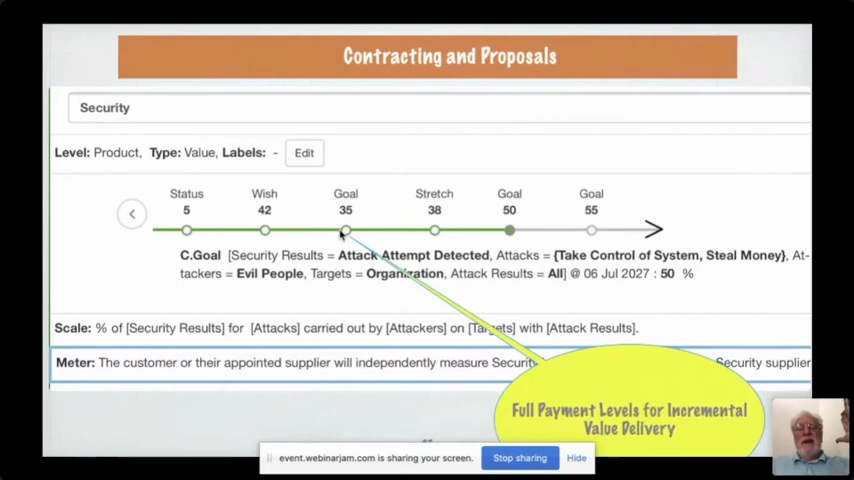 Contracting and Proposals
Security
Level: Product, Type: Value, Labels: -
Edit
Status Wish Goal Stretch Goal Goal
5 42 35 38 50 55
C.Goal [Security Results = Attack Attempt Detected, Attacks = {Take Control of System, Steal Money}, At-
tackers = Evil People, Targets = Organization, Attack Results = All] @ 06 Jul 2027 : 50 %
Scale: % of [Security Results] for [Attacks] carried out by [Attackers] on [Targets] with [Attack Results].
Meter: The customer or their appointed supplier will independently measure Security Security supplier
Full Payment Levels for Incremental
Value Delivery
event.webinarjam.com is sharing your screen.
Stop sharing
Hide